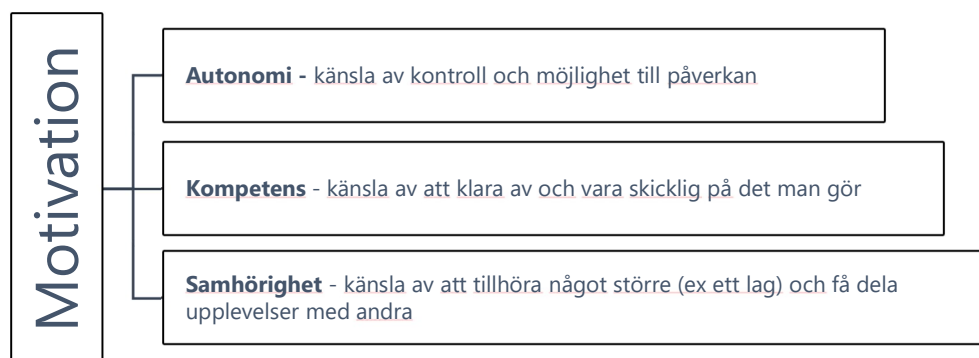 Motivation
Autonomi - känsla av kontroll och möjlighet till påverkan
Kompetens - känsla av att klara av och vara skicklig på det man gör
Samhörighet - känsla av att tillhöra något större (ex ett lag) och få dela
upplevelser med andra